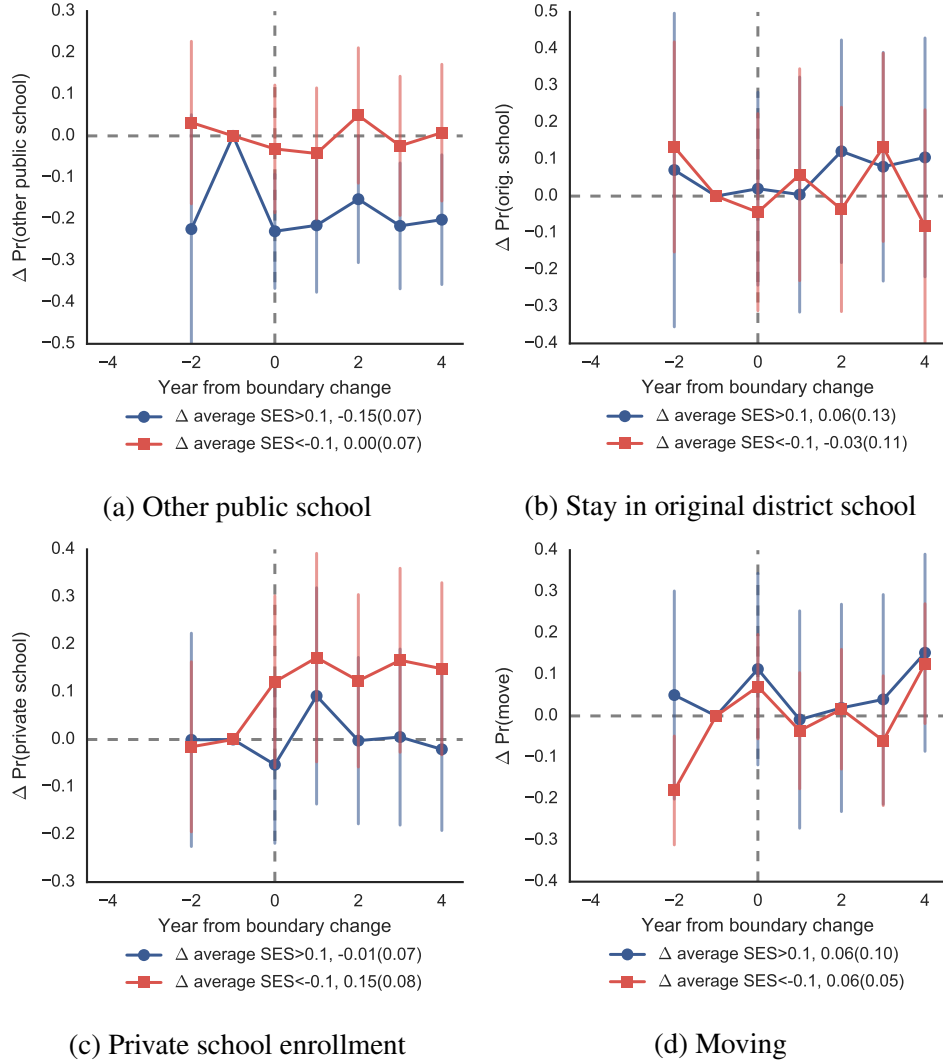 0.3
0.2
0.1
0.0
−0.1
−0.2
−0.3
−0.4
−0.5
Δ Pr(other public school)
−4
−2
0
2
4
Year from boundary change
Δ average SES>0.1, -0.15(0.07)
Δ average SES<-0.1, 0.00(0.07)
(a) Other public school
0.5
0.4
0.3
0.2
0.1
0.0
−0.1
−0.2
−0.3
−0.4
Δ Pr(orig. school)
−4
−2
0
2
4
Year from boundary change
Δ average SES>0.1, 0.06(0.13)
Δ average SES<-0.1, -0.03(0.11)
(b) Stay in original district school
0.4
0.3
0.2
0.1
0.0
−0.1
−0.2
−0.3
Δ Pr(private school)
−4
−2
0
2
4
Year from boundary change
Δ average SES>0.1, -0.01(0.07)
Δ average SES<-0.1, 0.15(0.08)
(c) Private school enrollment
0.4
0.3
0.2
0.1
0.0
−0.1
−0.2
−0.3
−0.4
Δ Pr(move)
−4
−2
0
2
4
Year from boundary change
Δ average SES>0.1, 0.06(0.10)
Δ average SES<-0.1, 0.06(0.05)
(d) Moving